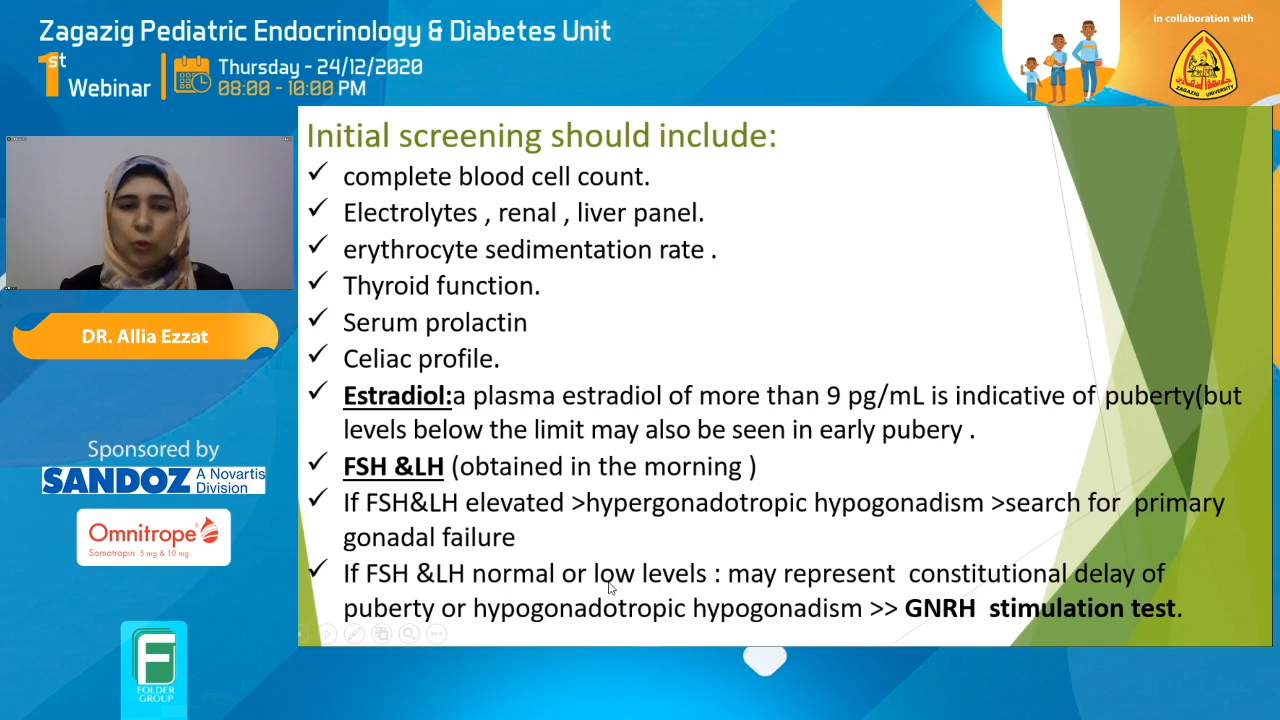 Zagazig Pediatric Endocrinology & Diabetes Unit
1st Webinar
Thursday - 24/12/2020
08:00 - 10:00 PM
in collaboration with
ZAGAZIG UNIVERSITY
DR. Allia Ezzat
Sponsored by
SANDOZ A Novartis Division
Omnitrope®
Somatropin 5 mg & 10 mg
FOLDER GROUP
Initial screening should include:
✓ complete blood cell count.
✓ Electrolytes , renal , liver panel.
✓ erythrocyte sedimentation rate .
✓ Thyroid function.
✓ Serum prolactin
✓ Celiac profile.
✓ Estradiol:a plasma estradiol of more than 9 pg/mL is indicative of puberty(but
levels below the limit may also be seen in early pubery .
✓ FSH &LH (obtained in the morning )
✓ If FSH&LH elevated >hypergonadotropic hypogonadism >search for primary
gonadal failure
✓ If FSH &LH normal or low levels : may represent constitutional delay of
puberty or hypogonadotropic hypogonadism >> GNRH stimulation test.